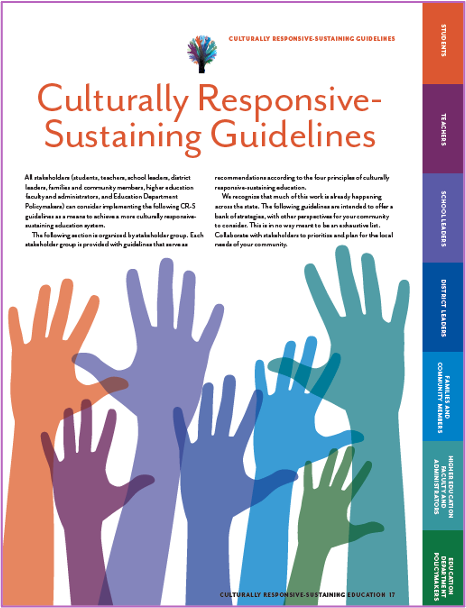 CULTURALLY RESPONSIVE-SUSTAINING GUIDELINES
Culturally Responsive-
Sustaining Guidelines
All stakeholders (students, teachers, school leaders, district
leaders, families and community members, higher education
faculty and administrators, and Education Department
Policymakers) can consider implementing the following CR-S
guidelines as a means to achieve a more culturally responsive-
sustaining education system.
The following section is organized by stakeholder group. Each
stakeholder group is provided with guidelines that serve as
recommendations according to the four principles of culturally
responsive-sustaining education.
We recognize that much of this work is already happening
across the state. The following guidelines are intended to offer a
bank of strategies, with other perspectives for your community
to consider. This is in no way meant to be an exhaustive list.
Collaborate with stakeholders to prioritize and plan for the local
needs of your community.
STUDENTS
TEACHERS
SCHOOL LEADERS
DISTRICT LEADERS
FAMILIES AND
COMMUNITY MEMBERS
HIGHER EDUCATION
FACULTY AND
ADMINISTRATORS
EDUCATION
DEPARTMENT
POLICYMAKERS
CULTURALLY RESPONSIVE-SUSTAINING EDUCATION 17